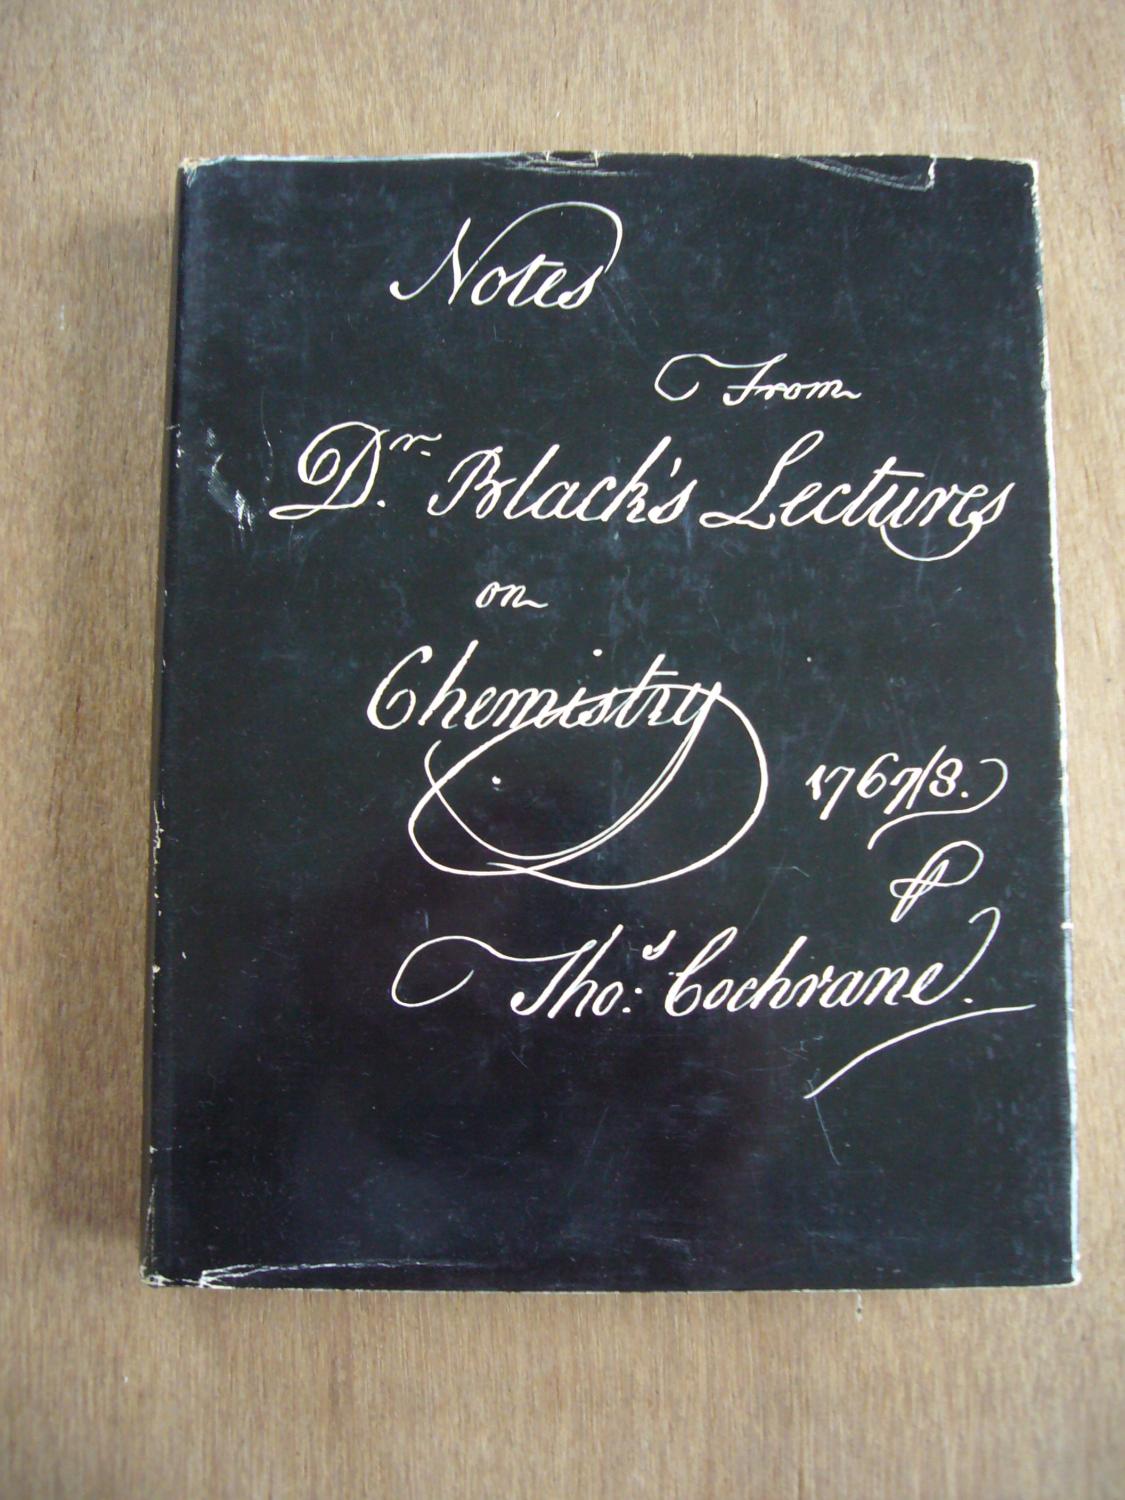 Notes
From
Dr. Black's Lectures
on
Chemistry
1767/8.
P
Thos. Cochrane.